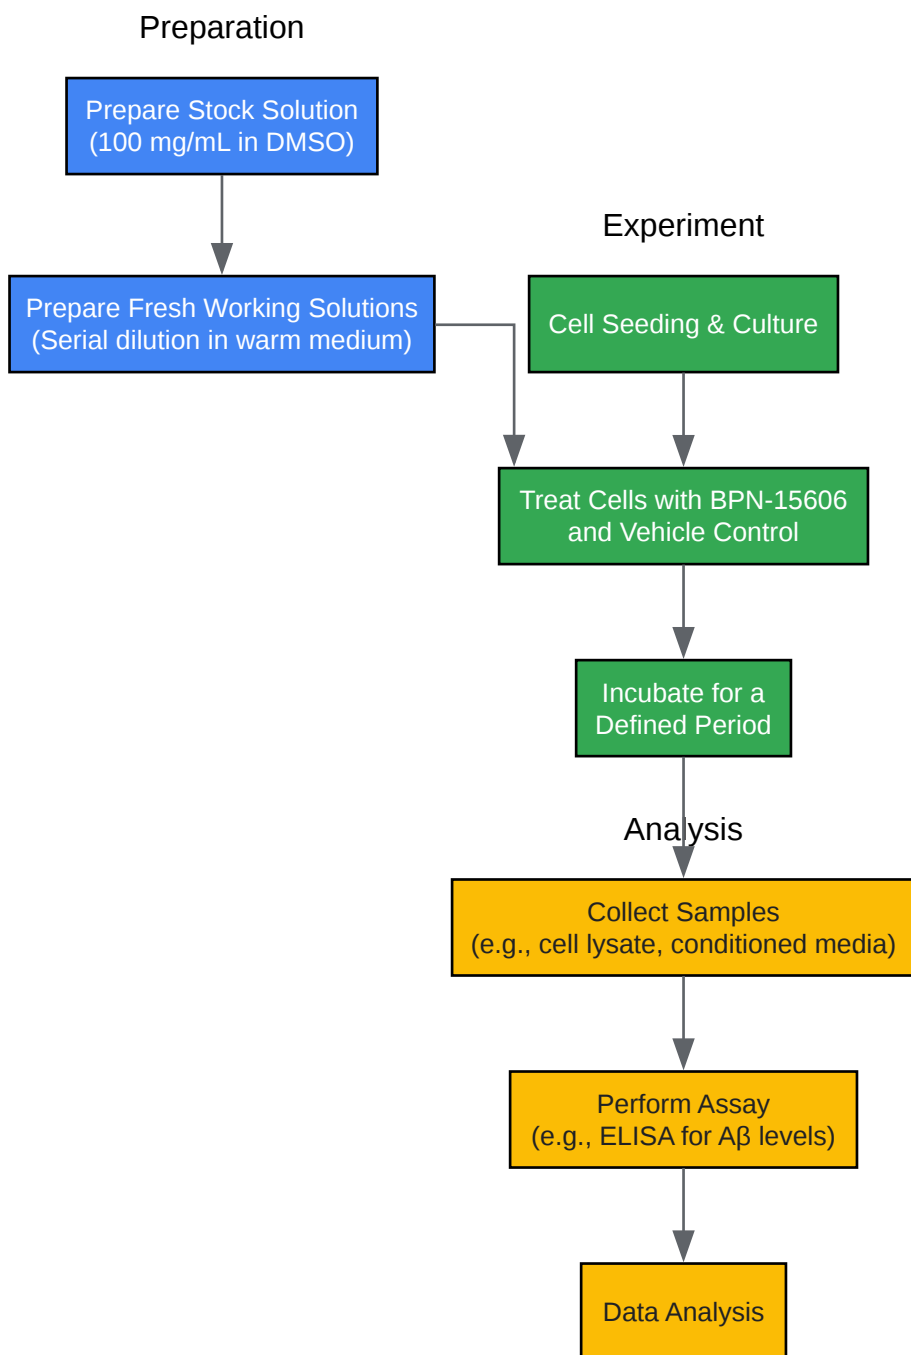 Preparation
Prepare Stock Solution
(100 mg/mL in DMSO)
Prepare Fresh Working Solutions
(Serial dilution in warm medium)
Experiment
Cell Seeding & Culture
Treat Cells with BPN-15606
and Vehicle Control
Incubate for a
Defined Period
Analysis
Collect Samples
(e.g., cell lysate, conditioned media)
Perform Assay
(e.g., ELISA for Aβ levels)
Data Analysis